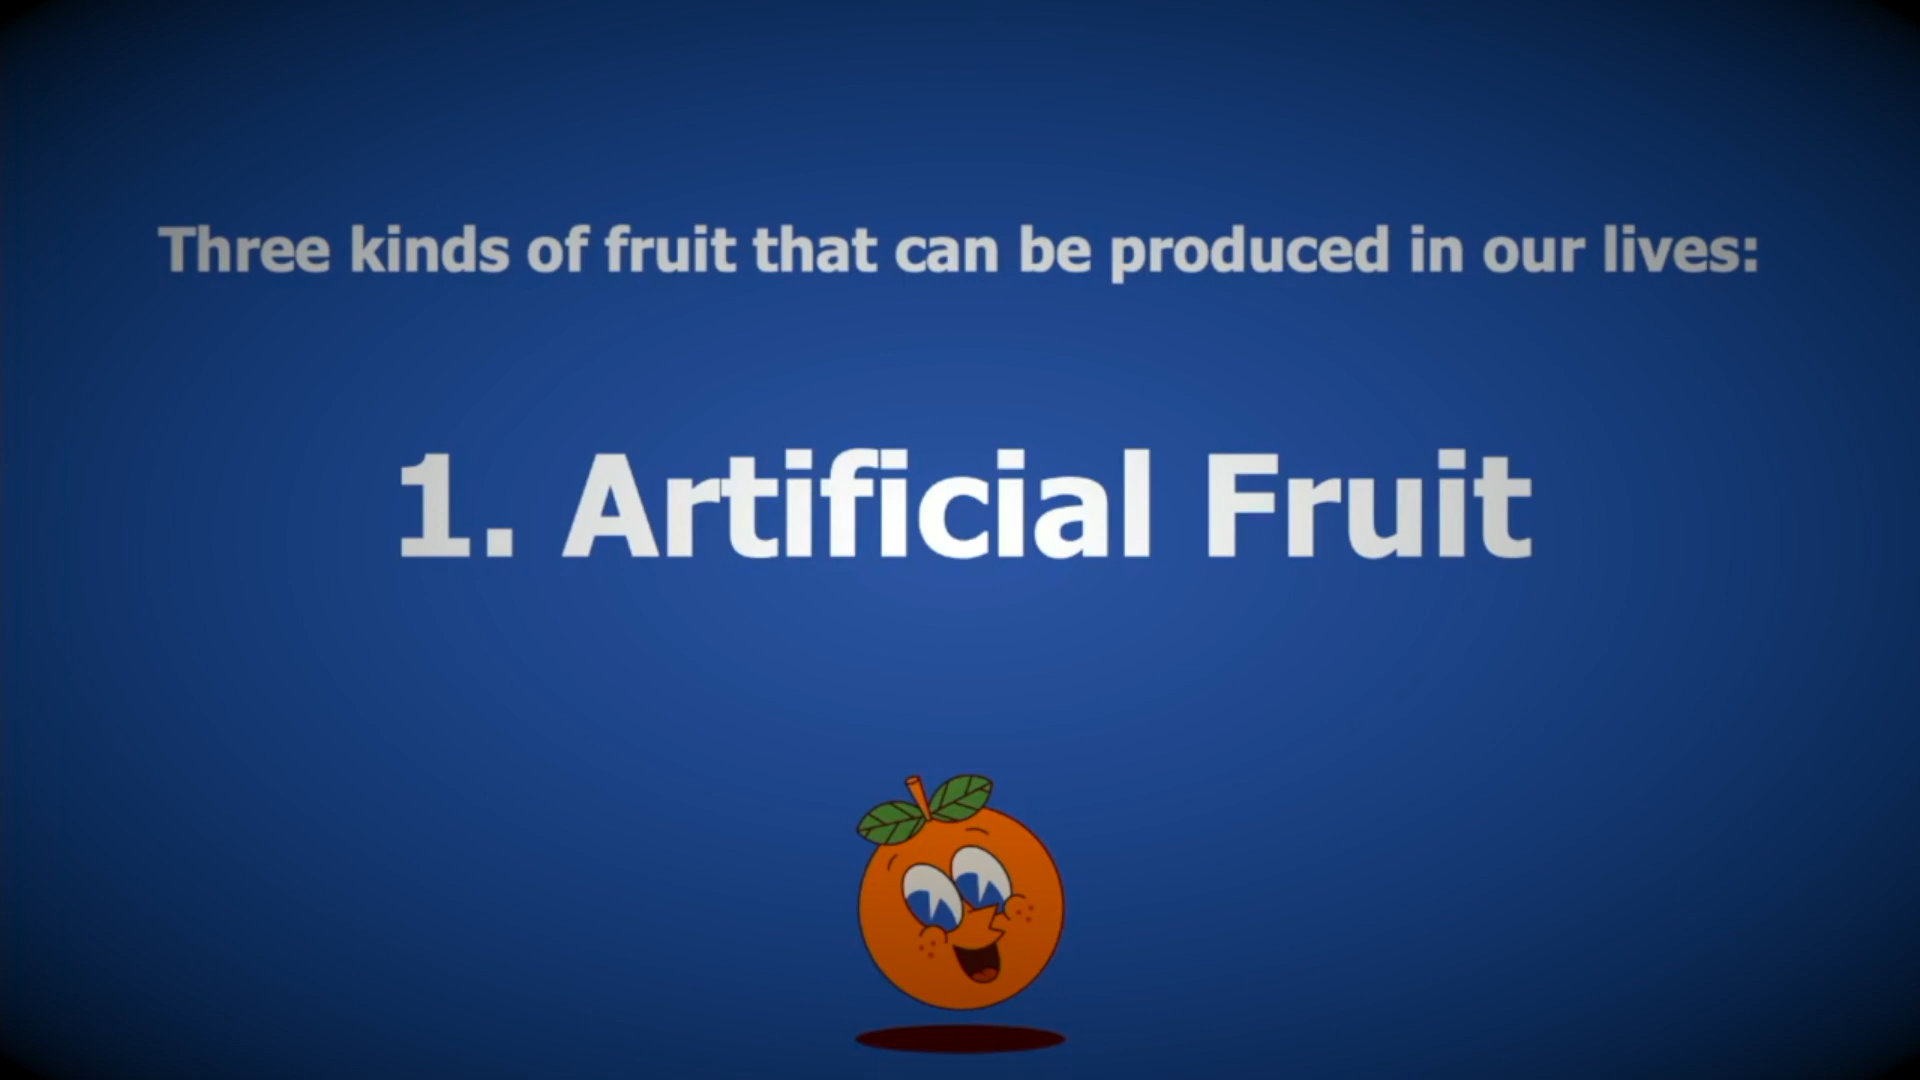 Three kinds of fruit that can be produced in our lives:
1. Artificial Fruit